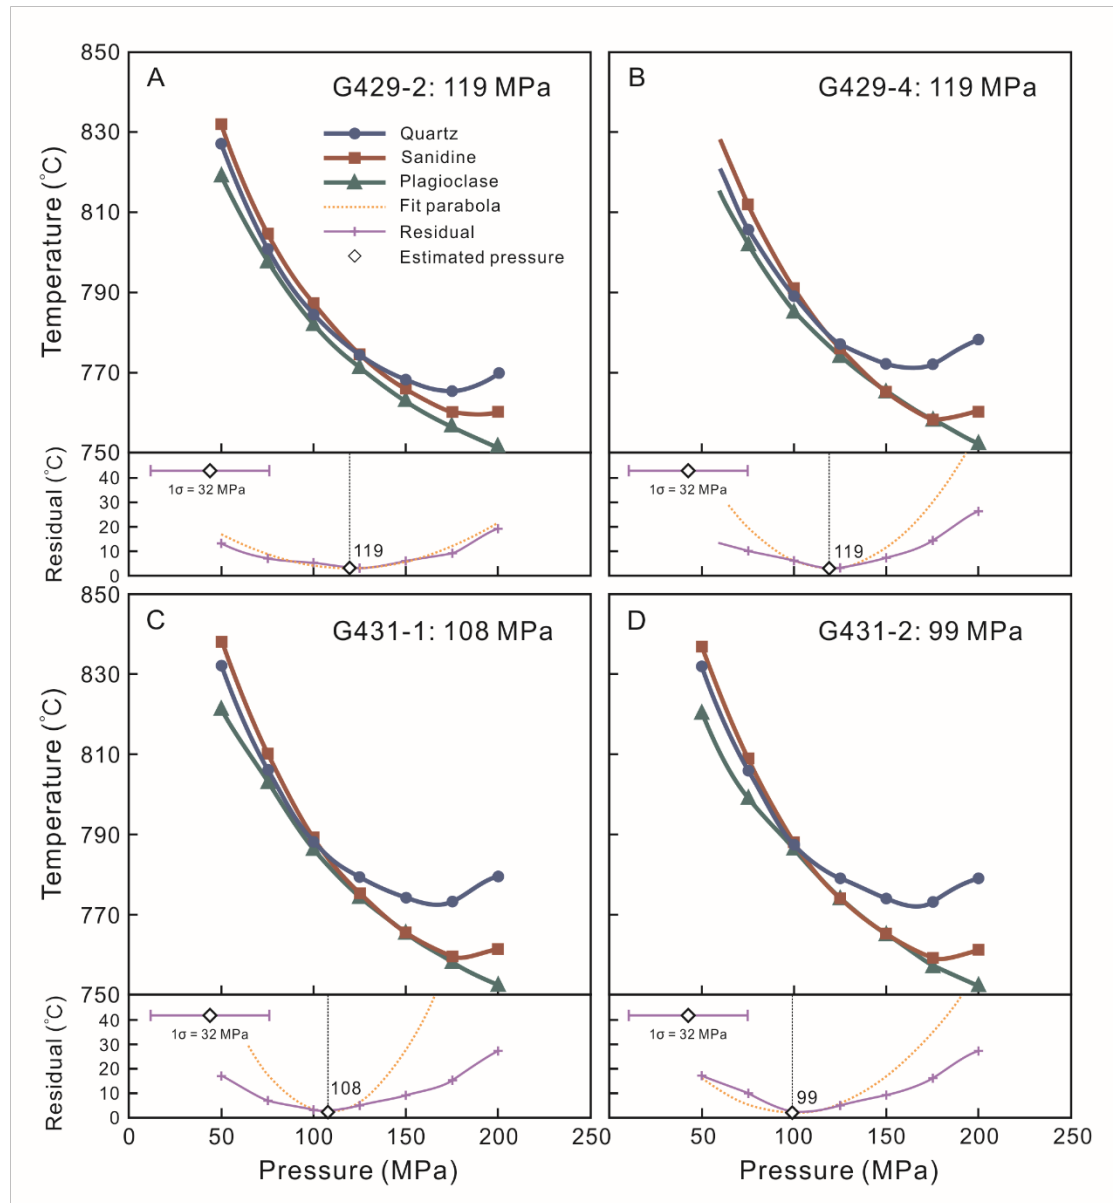 A
G429-2: 119 MPa
850
830
810
790
770
750
Temperature (°C)
Quartz
Sanidine
Plagioclase
Fit parabola
Residual
Estimated pressure
40
30
20
10
0
Residual (°C)
1σ = 32 MPa
119
B
G429-4: 119 MPa
1σ = 32 MPa
119
C
G431-1: 108 MPa
850
830
810
790
770
750
Temperature (°C)
40
30
20
10
0
Residual (°C)
1σ = 32 MPa
108
0
50
100
150
200
Pressure (MPa)
D
G431-2: 99 MPa
1σ = 32 MPa
99
0
50
100
150
200
250
Pressure (MPa)